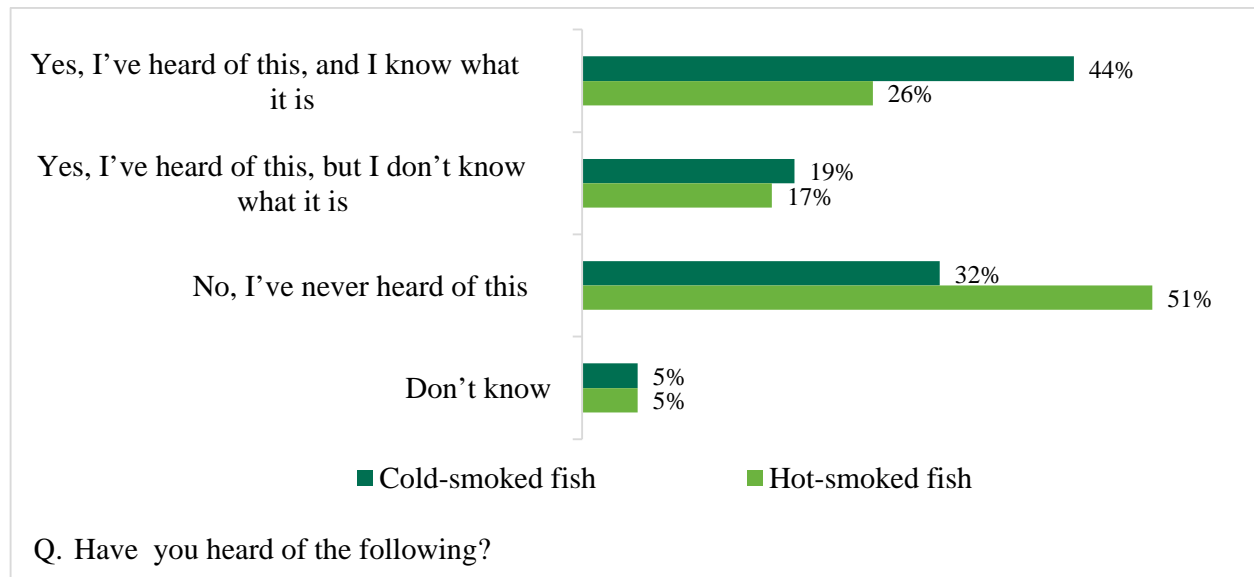 Yes, I’ve heard of this, and I know what
it is
44%
26%
Yes, I’ve heard of this, but I don’t know
what it is
19%
17%
No, I’ve never heard of this
32%
51%
Don’t know
5%
5%
Cold-smoked fish
Hot-smoked fish
Q. Have  you heard of the following?